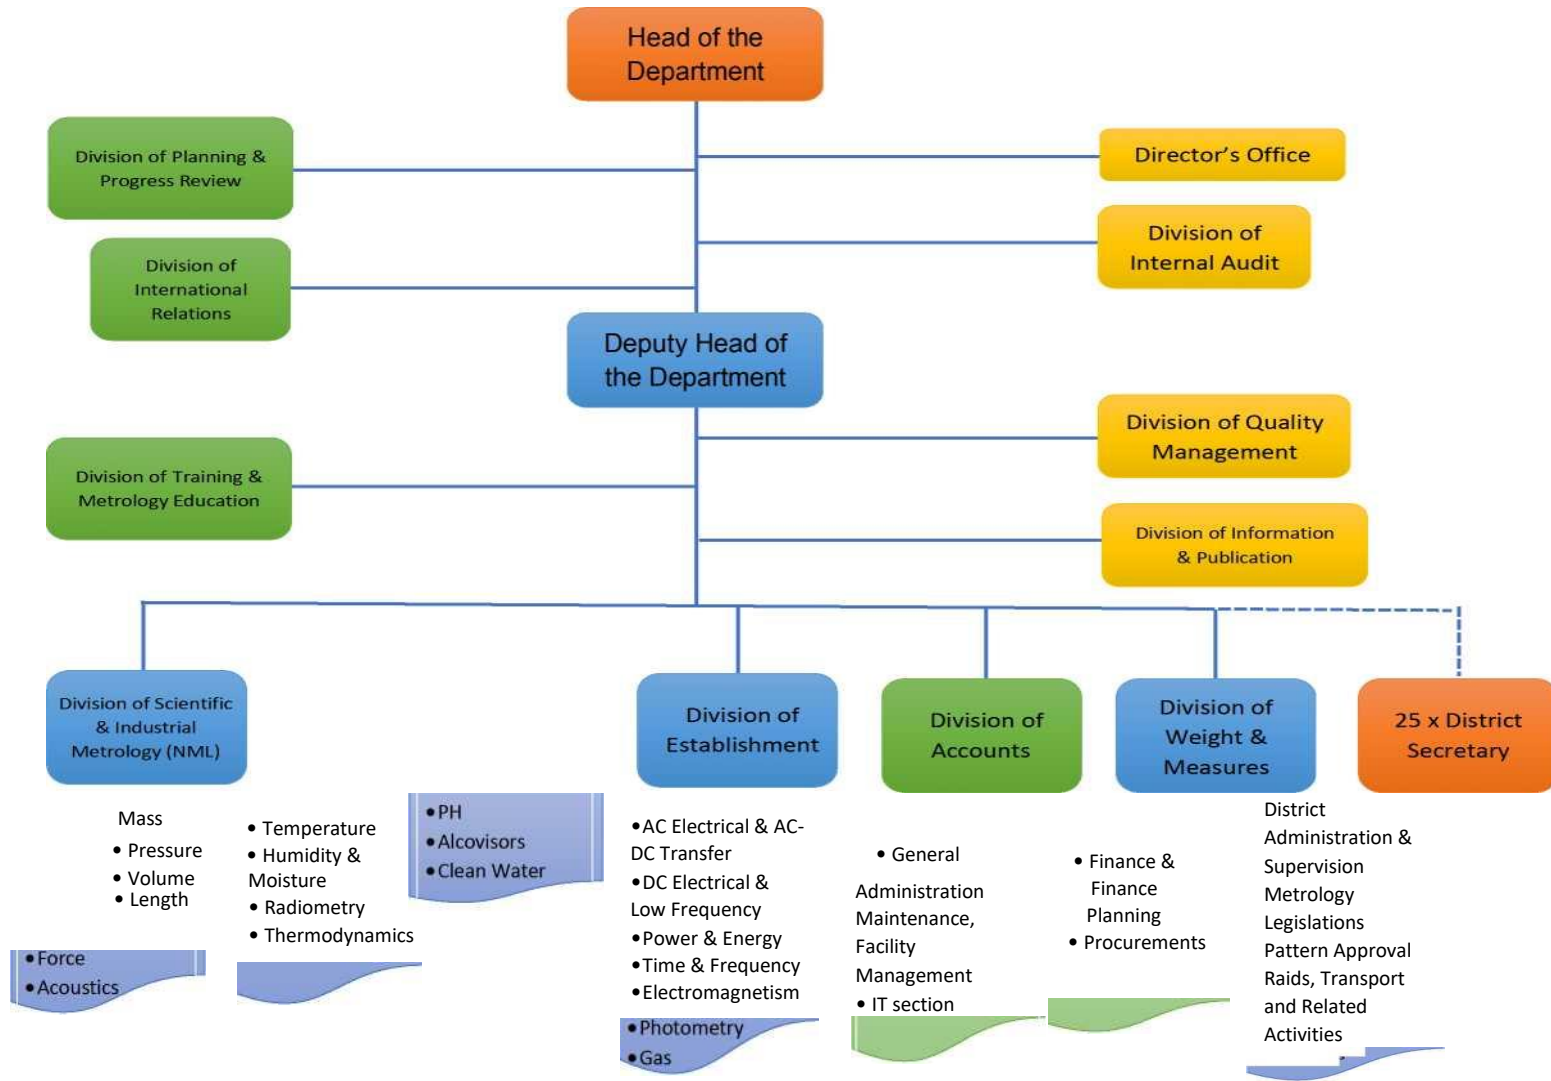 Head of the
Department
Division of Planning &
Progress Review
Director's Office
Division of
Internal Audit
Division of
International
Relations
Deputy Head of
the Department
Division of Quality
Management
Division of Training &
Metrology Education
Division of Information
& Publication
Division of Scientific
& Industrial
Metrology (NML)
Division of
Establishment
Division of
Accounts
Division of
Weight &
Measures
25 x District
Secretary
Mass
• Pressure
• Volume
• Length
• Force
• Acoustics
• Temperature
• Humidity &
Moisture
• Radiometry
• Thermodynamics
• PH
• Alcovisors
• Clean Water
• AC Electrical & AC-
DC Transfer
• DC Electrical &
Low Frequency
• Power & Energy
• Time & Frequency
• Electromagnetism
• Photometry
• Gas
• General
Administration
Maintenance,
Facility
Management
• IT section
• Finance &
Finance
Planning
• Procurements
District
Administration &
Supervision
Metrology
Legislations
Pattern Approval
Raids, Transport
and Related
Activities